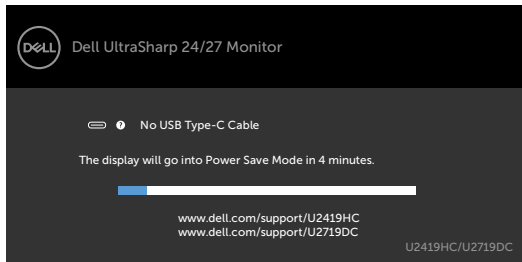 DELL Dell UltraSharp 24/27 Monitor
? No USB Type-C Cable
The display will go into Power Save Mode in 4 minutes.
www.dell.com/support/U2419HC
www.dell.com/support/U2719DC
U2419HC/U2719DC